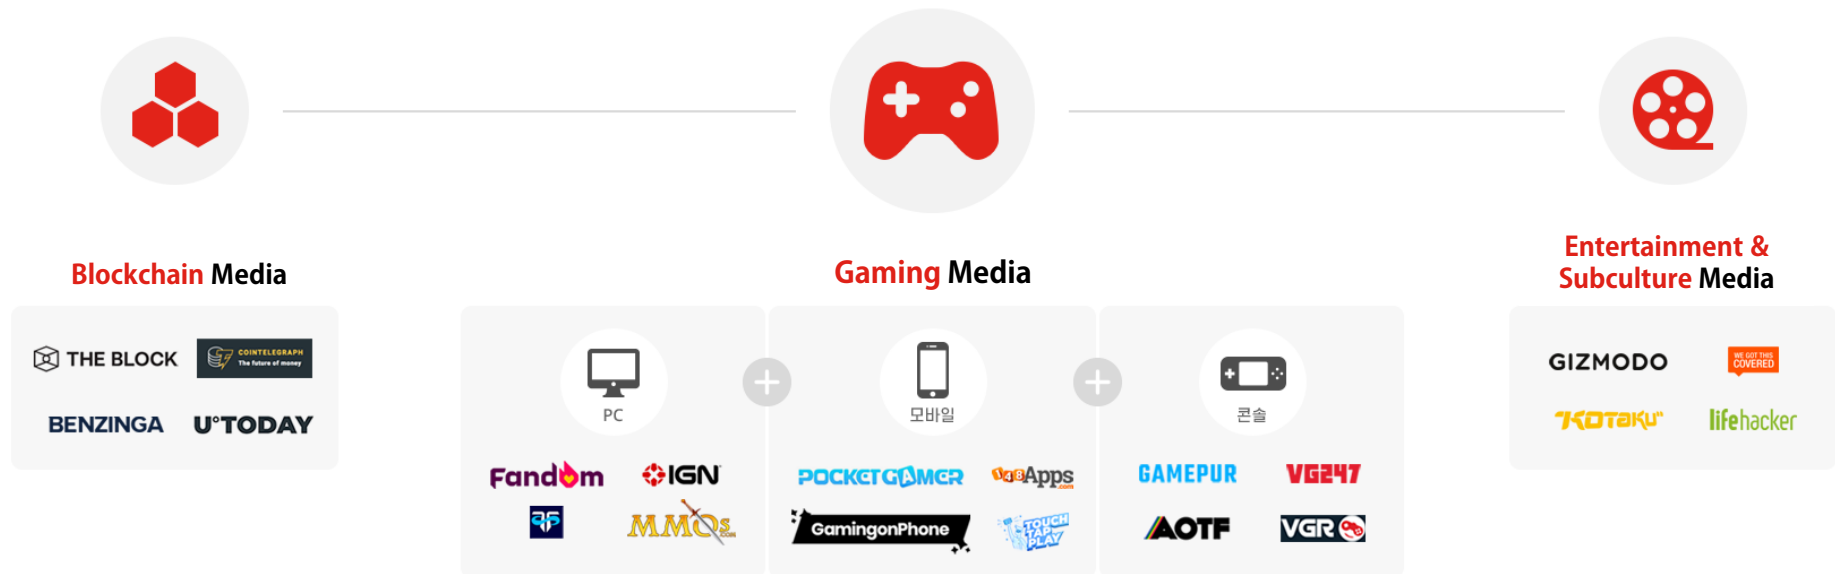 Blockchain Media
THE BLOCK
COINTELEGRAPH
The future of money
BENZINGA
U°TODAY
Gaming Media
PC
Fandom
IGN
MMOs
.COM
모바일
POCKETGAMER
148Apps
.com
GamingonPhone
TOUCH
TAP
PLAY
콘솔
GAMEPUR
VG247
AOTF
VGR
Entertainment &
Subculture Media
GIZMODO
WE GOT THIS
COVERED
KOTAKU
lifehacker